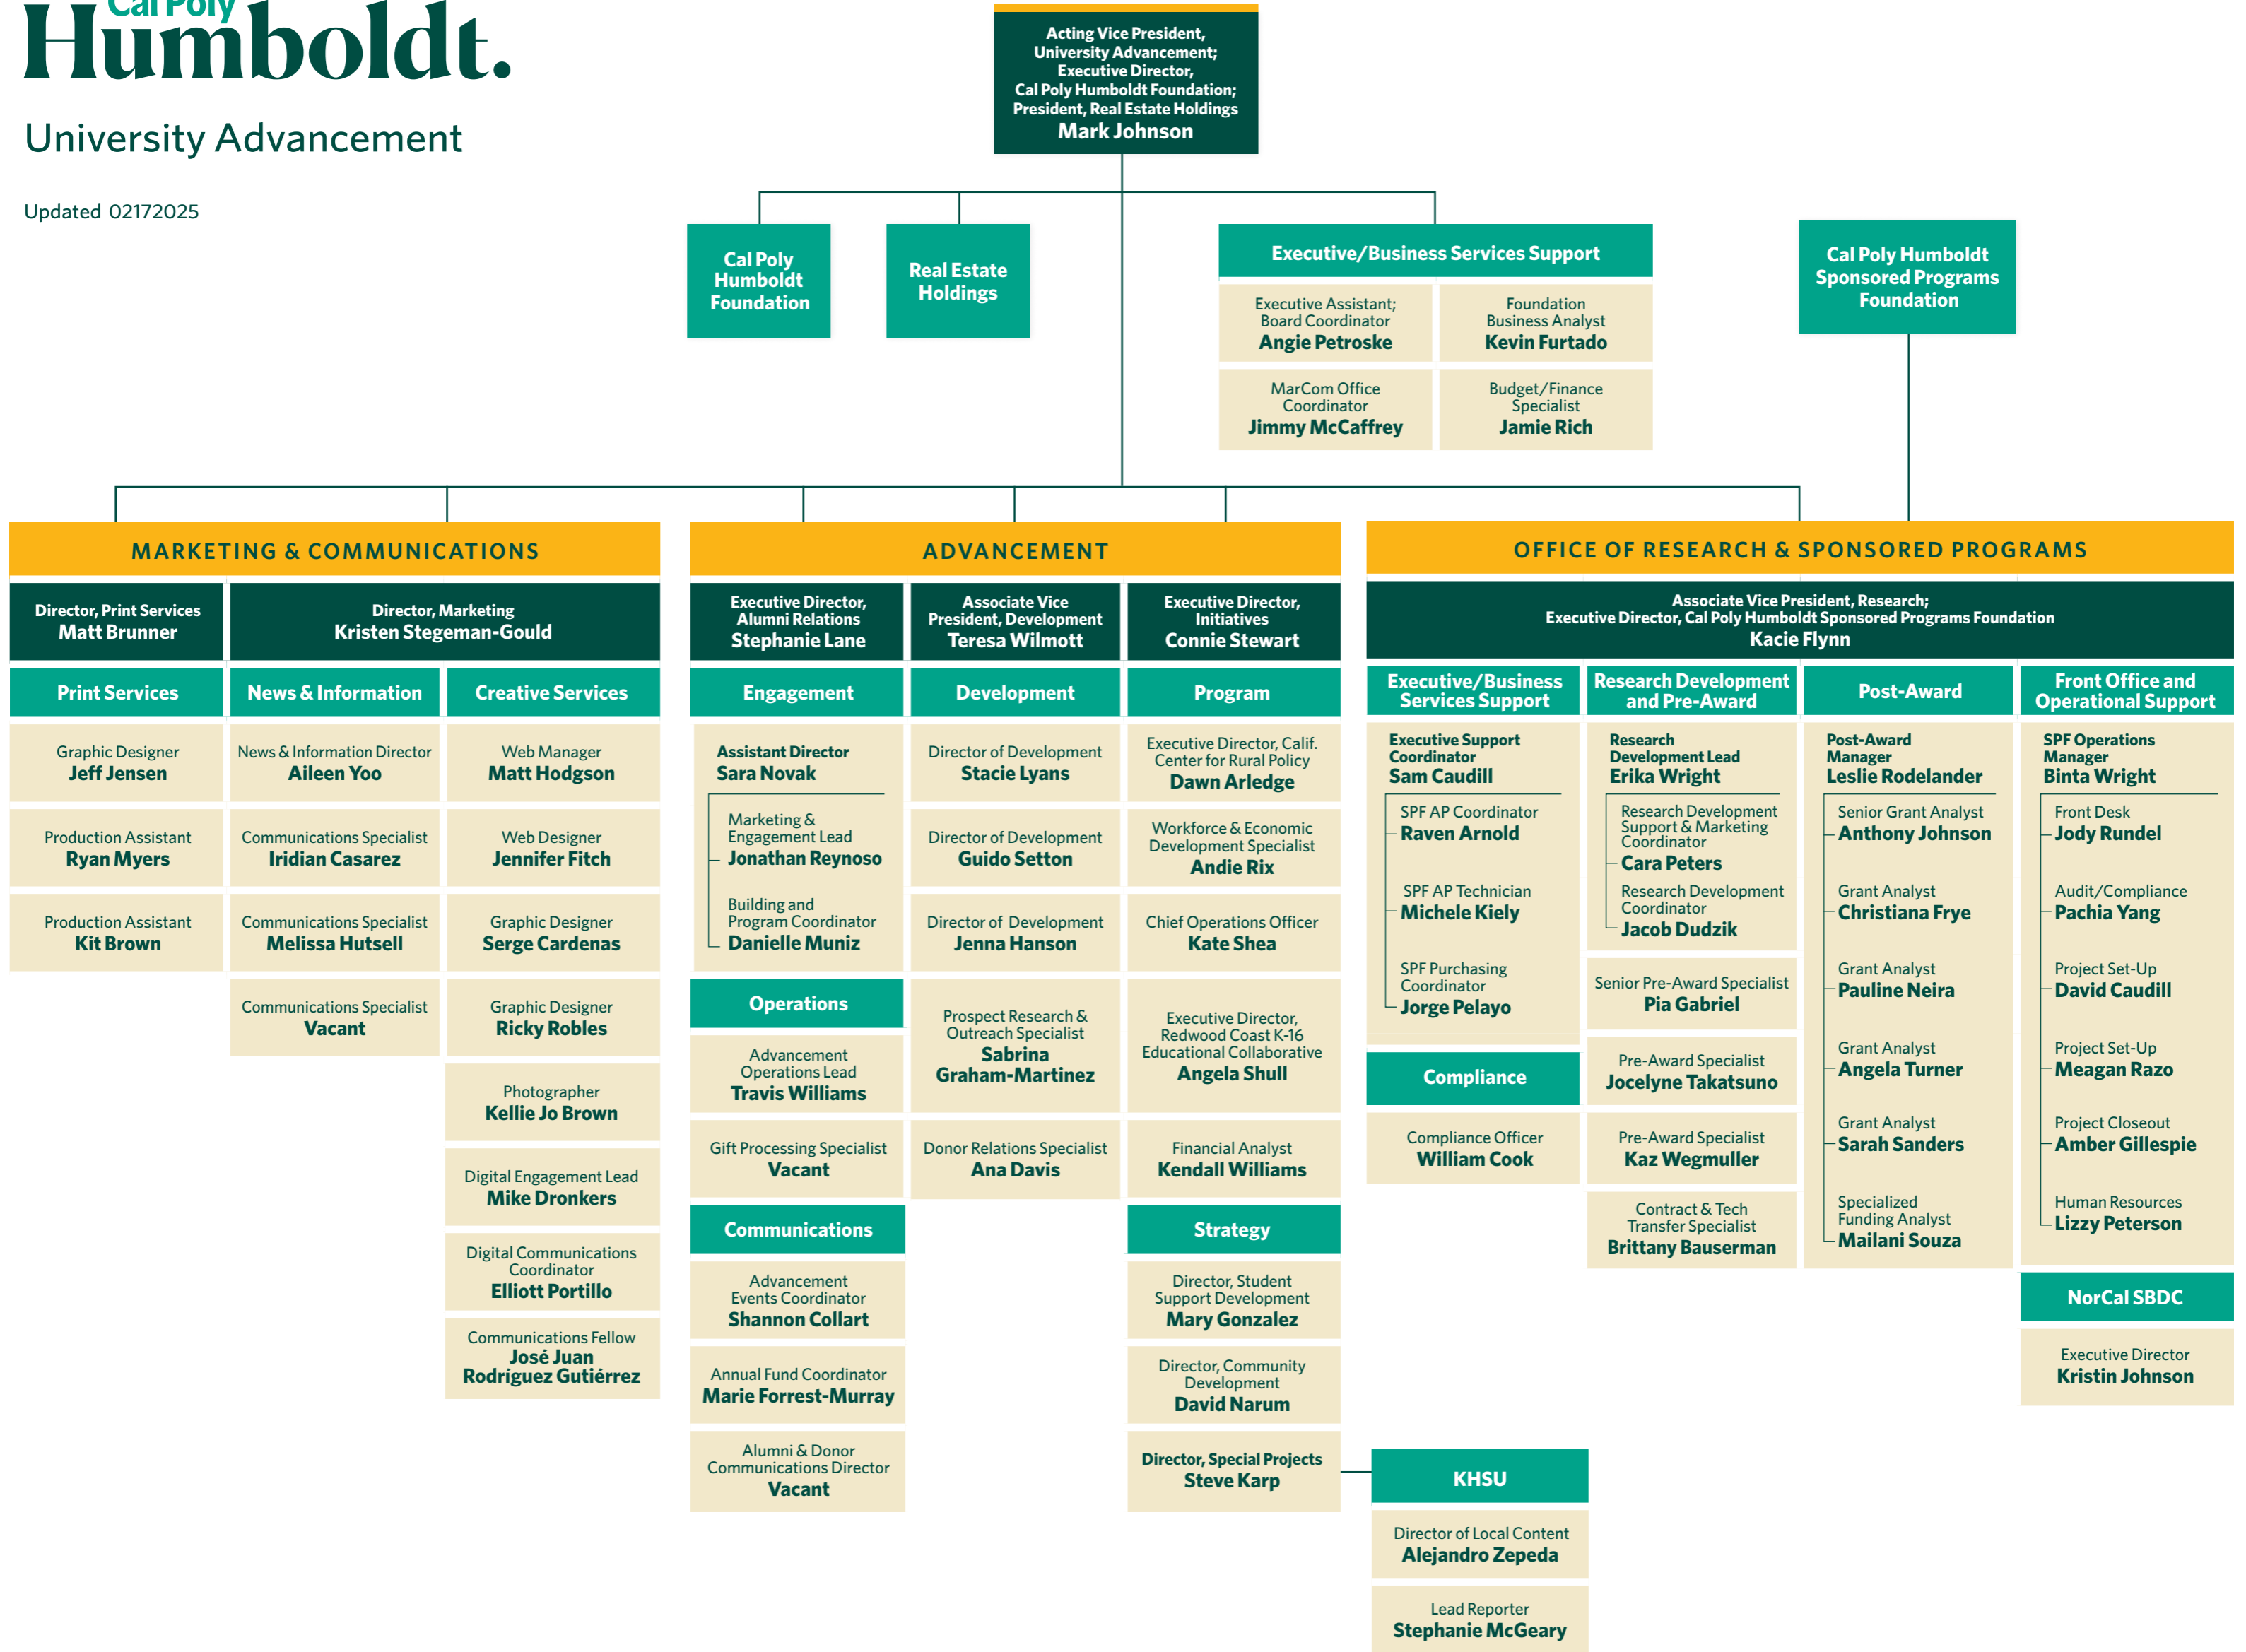 Cal Poly
Humboldt.
University Advancement
Updated 02172025
Acting Vice President,
University Advancement;
Executive Director,
Cal Poly Humboldt Foundation;
President, Real Estate Holdings
Mark Johnson
Cal Poly
Humboldt
Foundation
Real Estate
Holdings
Executive/Business Services Support
Executive Assistant;
Board Coordinator
Angie Petroske
Foundation
Business Analyst
Kevin Furtado
MarCom Office
Coordinator
Jimmy McCaffrey
Budget/Finance
Specialist
Jamie Rich
Cal Poly Humboldt
Sponsored Programs
Foundation
MARKETING & COMMUNICATIONS
Director, Print Services
Matt Brunner
Director, Marketing
Kristen Stegeman-Gould
Print Services
Graphic Designer
Jeff Jensen
Production Assistant
Ryan Myers
Production Assistant
Kit Brown
News & Information
News & Information Director
Aileen Yoo
Communications Specialist
Iridian Casarez
Communications Specialist
Melissa Hutsell
Communications Specialist
Vacant
Creative Services
Web Manager
Matt Hodgson
Web Designer
Jennifer Fitch
Graphic Designer
Serge Cardenas
Graphic Designer
Ricky Robles
Photographer
Kellie Jo Brown
Digital Engagement Lead
Mike Dronkers
Digital Communications
Coordinator
Elliott Portillo
Communications Fellow
José Juan
Rodríguez Gutiérrez
ADVANCEMENT
Executive Director,
Alumni Relations
Stephanie Lane
Engagement
Assistant Director
Sara Novak
Marketing &
Engagement Lead
Jonathan Reynoso
Building and
Program Coordinator
Danielle Muniz
Operations
Advancement
Operations Lead
Travis Williams
Gift Processing Specialist
Vacant
Communications
Advancement
Events Coordinator
Shannon Collart
Annual Fund Coordinator
Marie Forrest-Murray
Alumni & Donor
Communications Director
Vacant
Associate Vice
President, Development
Teresa Wilmott
Development
Director of Development
Stacie Lyans
Director of Development
Guido Setton
Director of Development
Jenna Hanson
Prospect Research &
Outreach Specialist
Sabrina
Graham-Martinez
Donor Relations Specialist
Ana Davis
Executive Director,
Initiatives
Connie Stewart
Program
Executive Director, Calif.
Center for Rural Policy
Dawn Arledge
Workforce & Economic
Development Specialist
Andie Rix
Chief Operations Officer
Kate Shea
Executive Director,
Redwood Coast K-16
Educational Collaborative
Angela Shull
Financial Analyst
Kendall Williams
Strategy
Director, Student
Support Development
Mary Gonzalez
Director, Community
Development
David Narum
Director, Special Projects
Steve Karp
KHSU
Director of Local Content
Alejandro Zepeda
Lead Reporter
Stephanie McGeary
OFFICE OF RESEARCH & SPONSORED PROGRAMS
Associate Vice President, Research;
Executive Director, Cal Poly Humboldt Sponsored Programs Foundation
Kacie Flynn
Executive/Business
Services Support
Executive Support
Coordinator
Sam Caudill
SPF AP Coordinator
Raven Arnold
SPF AP Technician
Michele Kiely
SPF Purchasing
Coordinator
Jorge Pelayo
Compliance
Compliance Officer
William Cook
Research Development
and Pre-Award
Research
Development Lead
Erika Wright
Research Development
Support & Marketing
Coordinator
Cara Peters
Research Development
Coordinator
Jacob Dudzik
Senior Pre-Award Specialist
Pia Gabriel
Pre-Award Specialist
Jocelyne Takatsuno
Pre-Award Specialist
Kaz Wegmuller
Contract & Tech
Transfer Specialist
Brittany Bauserman
Post-Award
Post-Award
Manager
Leslie Rodelander
Senior Grant Analyst
Anthony Johnson
Grant Analyst
Christiana Frye
Grant Analyst
Pauline Neira
Grant Analyst
Angela Turner
Grant Analyst
Sarah Sanders
Specialized
Funding Analyst
Mailani Souza
Front Office and
Operational Support
SPF Operations
Manager
Binta Wright
Front Desk
Jody Rundel
Audit/Compliance
Pachia Yang
Project Set-Up
David Caudill
Project Set-Up
Meagan Razo
Project Closeout
Amber Gillespie
Human Resources
Lizzy Peterson
NorCal SBDC
Executive Director
Kristin Johnson